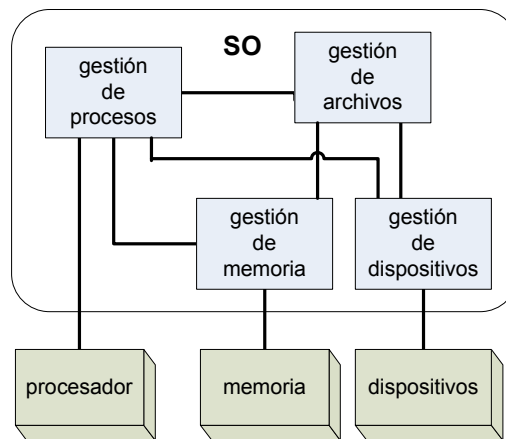 SO
gestión
de
procesos
gestión
de
archivos
gestión
de
memoria
gestión
de
dispositivos
procesador
memoria
dispositivos